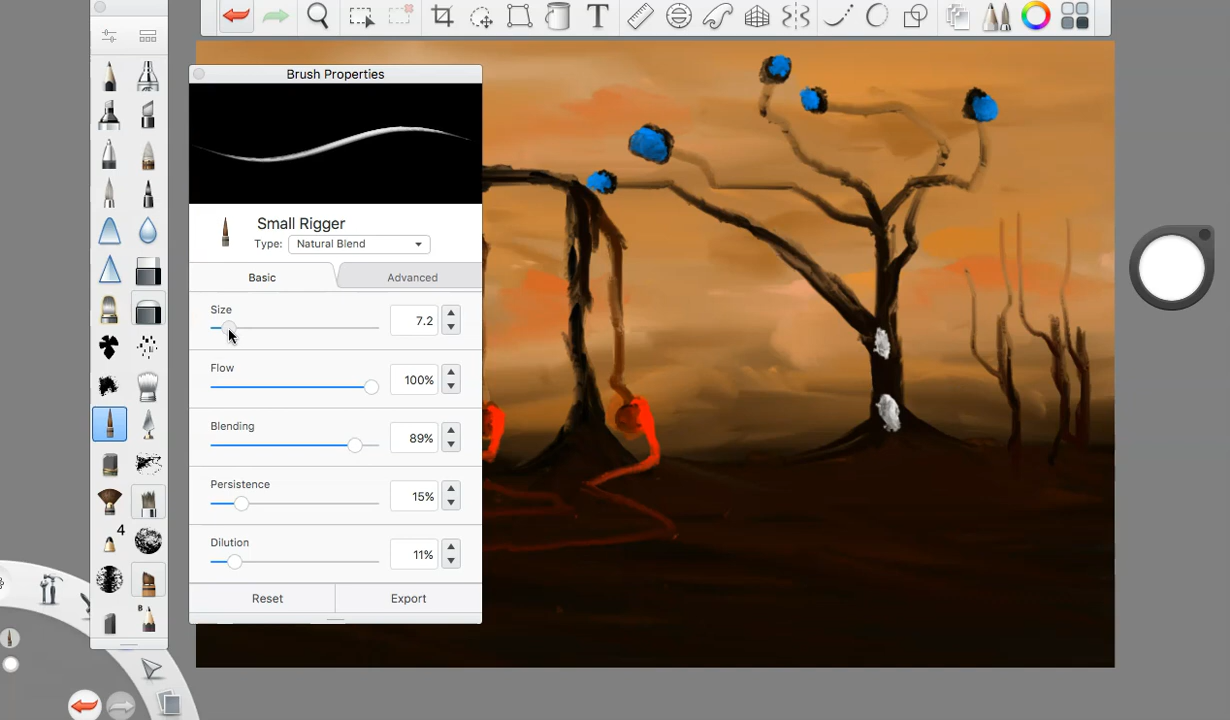 Brush Properties
Small Rigger
Type: Natural Blend
Basic Advanced
Size
7.2
Flow
100%
Blending
89%
Persistence
15%
Dilution
11%
Reset Export
T
4
B